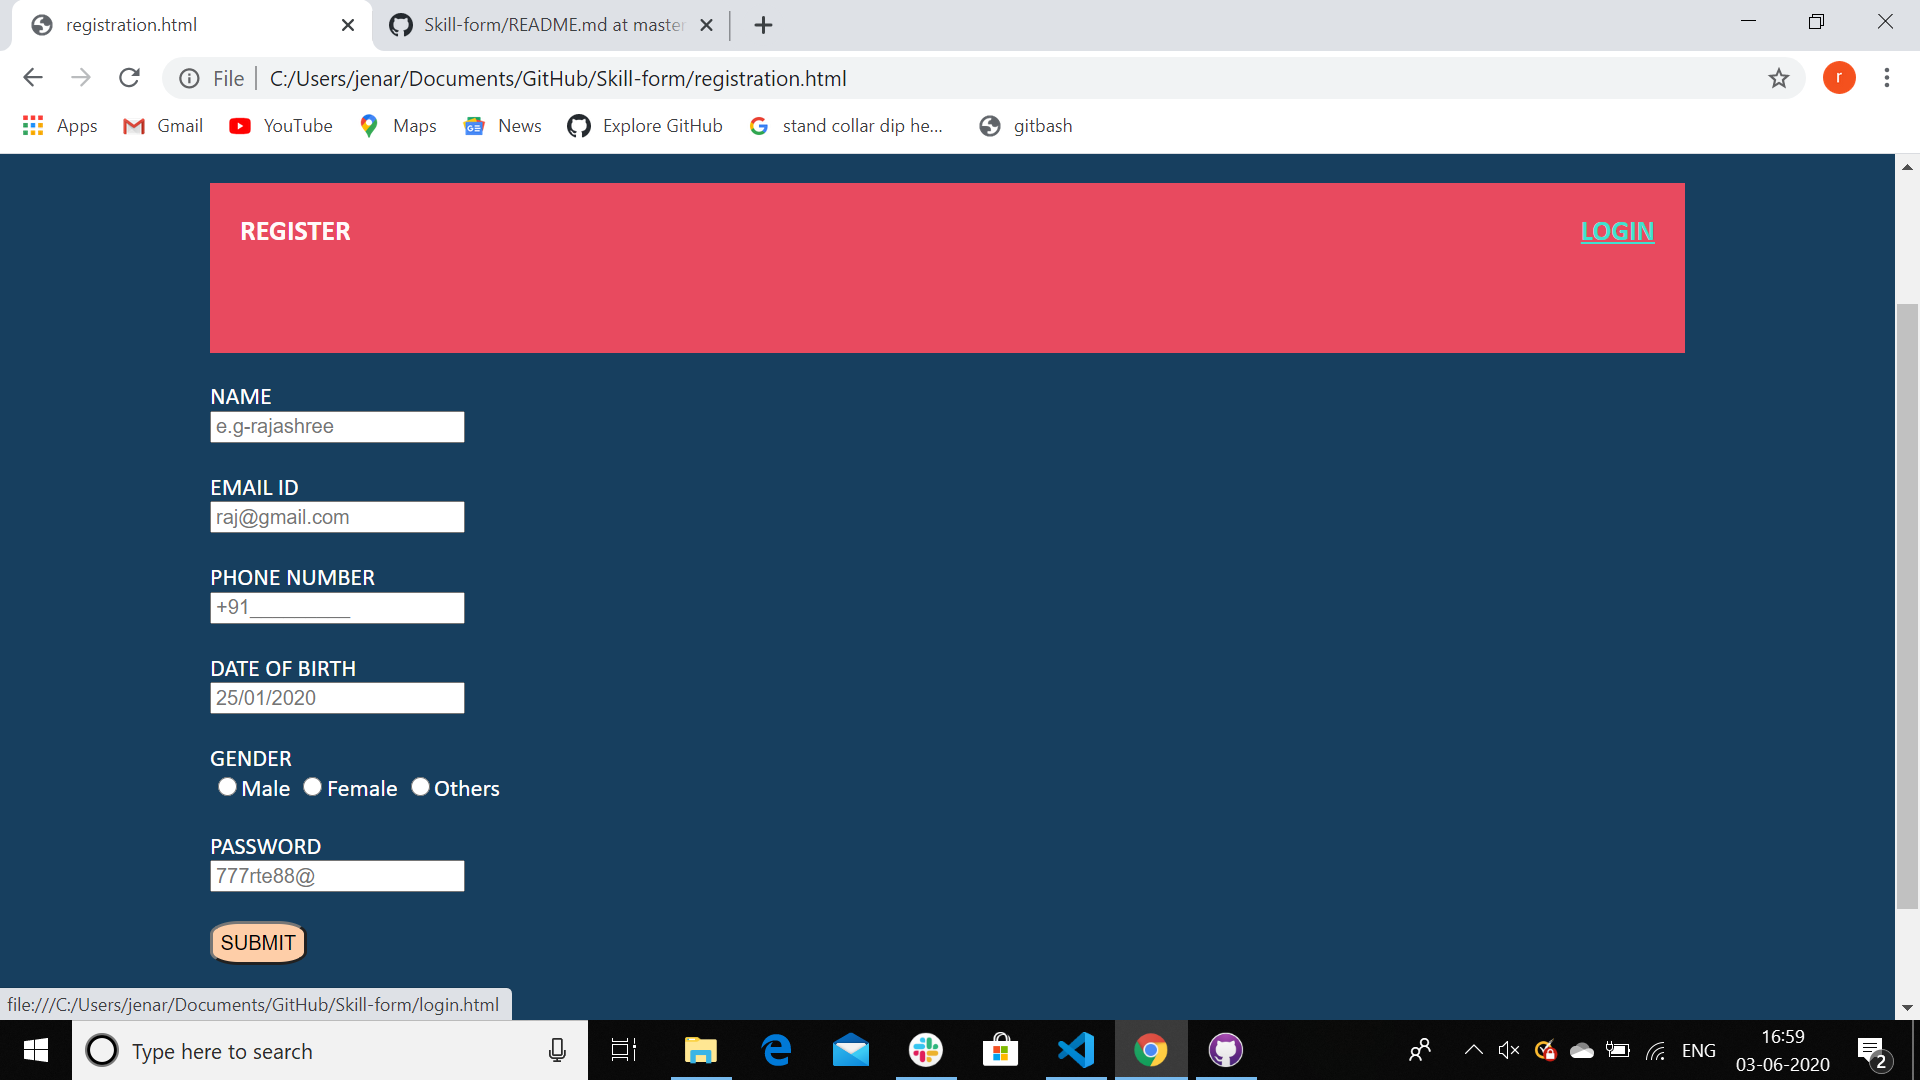 registration.html
Skill-form/README.md at master
File
C:/Users/jenar/Documents/GitHub/Skill-form/registration.html
r
Apps
Gmail
YouTube
Maps
News
Explore GitHub
stand collar dip he...
gitbash
REGISTER
LOGIN
NAME
e.g-rajashree
EMAIL ID
raj@gmail.com
PHONE NUMBER
+91_________
DATE OF BIRTH
25/01/2020
GENDER
Male Female Others
PASSWORD
777rte88@
SUBMIT
file:///C:/Users/jenar/Documents/GitHub/Skill-form/login.html
Type here to search
ENG
16:59
03-06-2020
2